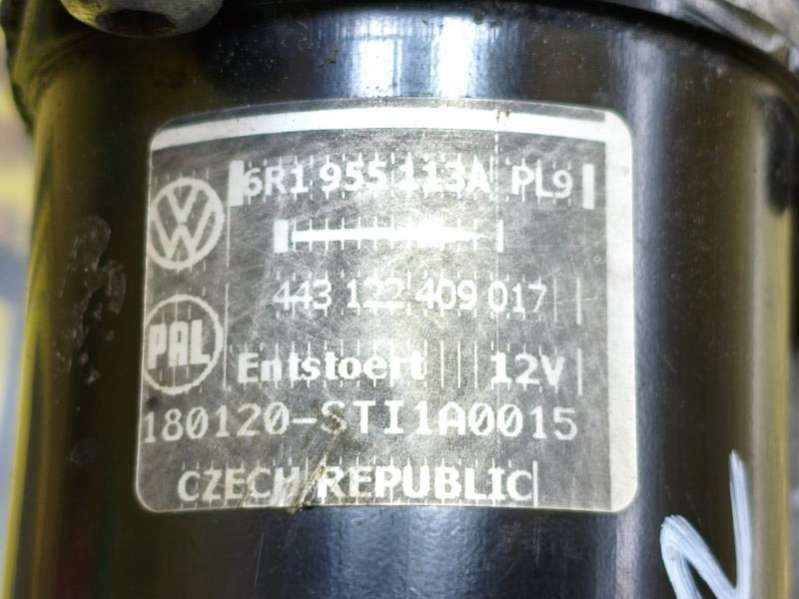 6R1 955 113A PL9
443 122 409 017
PAL
Entstoert 12V
180120-STI1A0015
CZECH REPUBLIC